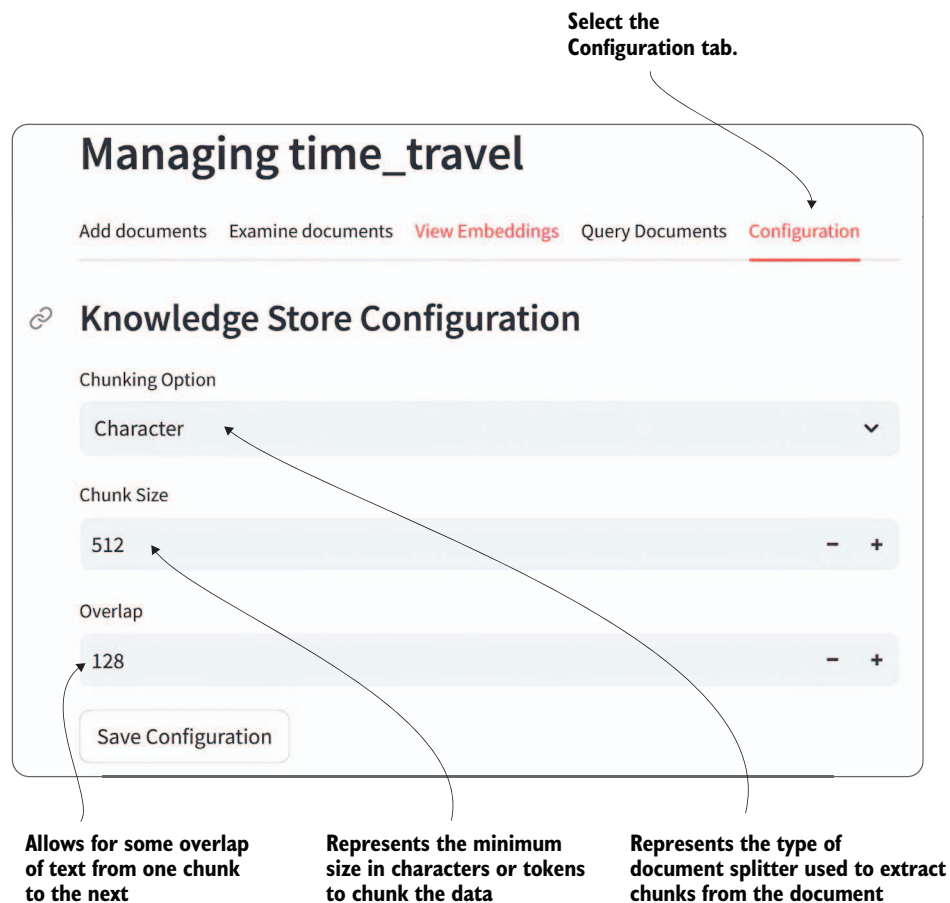 Select the
Configuration tab.
Managing time_travel
Add documents Examine documents View Embeddings Query Documents Configuration
Knowledge Store Configuration
Chunking Option
Character
Chunk Size
512 - +
Overlap
128 - +
Save Configuration
Allows for some overlap
of text from one chunk
to the next
Represents the minimum
size in characters or tokens
to chunk the data
Represents the type of
document splitter used to extract
chunks from the document